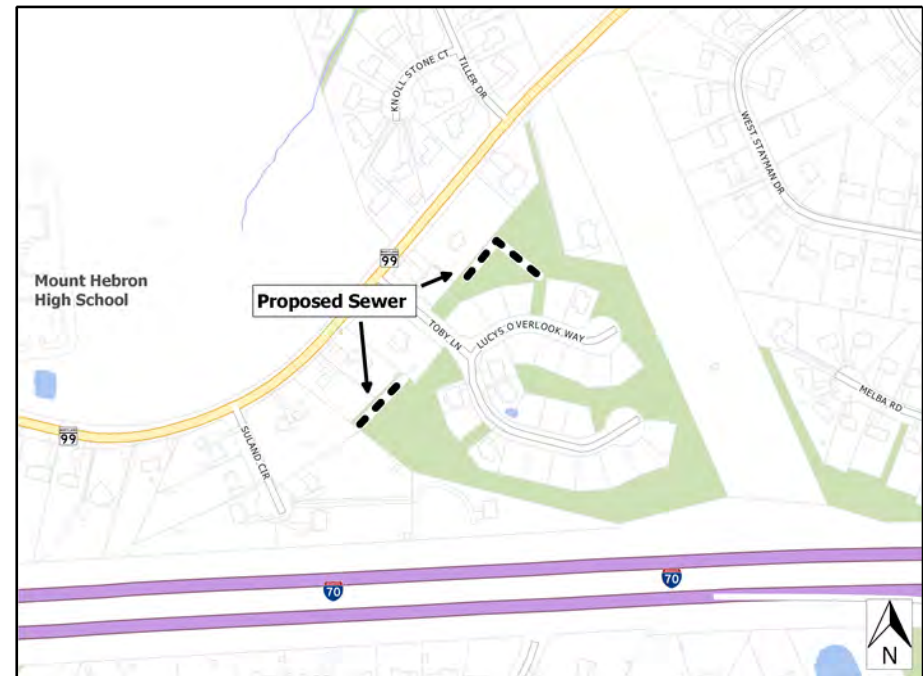 KNOLL STONE CT
TILLER DR
WEST STAYMAN DR
99
Mount Hebron
High School
Proposed Sewer
TOBY LN
LUCYS OVERLOOK WAY
MELBA RD
99
SULAND CIR
70
70
N